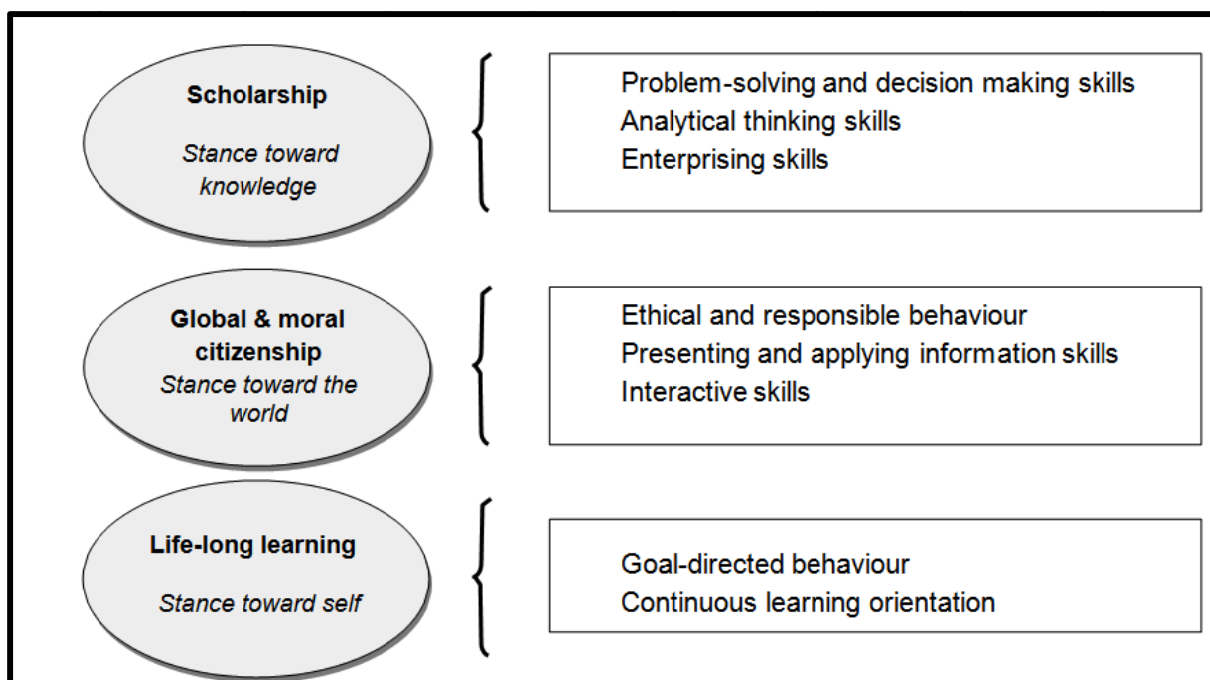 Scholarship
Stance toward
knowledge
Problem-solving and decision making skills
Analytical thinking skills
Enterprising skills
Global & moral
citizenship
Stance toward the
world
Ethical and responsible behaviour
Presenting and applying information skills
Interactive skills
Life-long learning
Stance toward self
Goal-directed behaviour
Continuous learning orientation